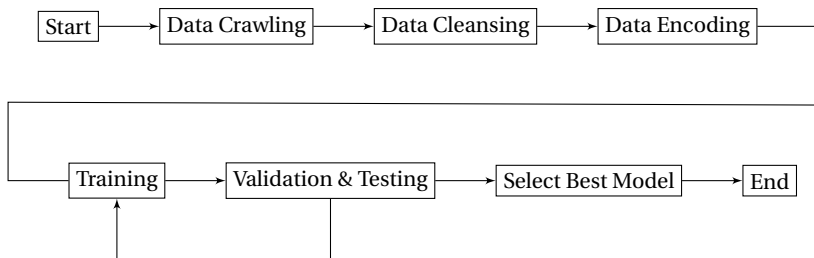 Start
Data Crawling
Data Cleansing
Data Encoding
Training
Validation & Testing
Select Best Model
End